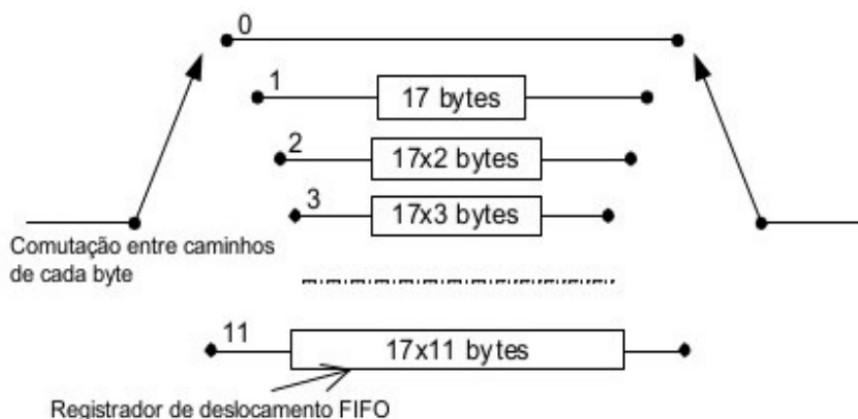 0
1
17 bytes
2
17x2 bytes
3
17x3 bytes
Comutação entre caminhos
de cada byte
11
17x11 bytes
Registrador de deslocamento FIFO